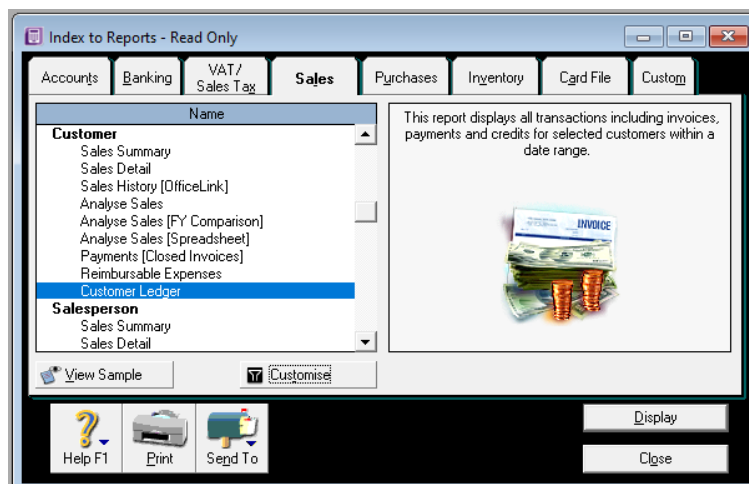 Index to Reports - Read Only
Accounts
Banking
VAT/
Sales Tax
Sales
Purchases
Inventory
Card File
Custom
Name
Customer
Sales Summary
Sales Detail
Sales History [OfficeLink]
Analyse Sales
Analyse Sales [FY Comparison]
Analyse Sales [Spreadsheet]
Payments [Closed Invoices]
Reimbursable Expenses
Customer Ledger
Salesperson
Sales Summary
Sales Detail
This report displays all transactions including invoices,
payments and credits for selected customers within a
date range.
INVOICE
View Sample
Customise
Help F1
Print
Send To
Display
Close